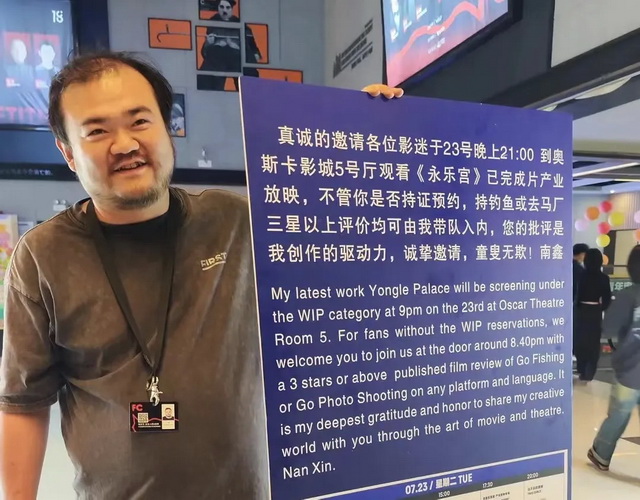 18
FIRST
FC
真诚的邀请各位影迷于23号晚上21:00 到奥
斯卡影城5号厅观看《永乐宫》已完成片产业
放映，不管你是否持证预约，持钓鱼或去马厂
三星以上评价均可由我带队入内，您的批评是
我创作的驱动力，诚挚邀请，童叟无欺！南鑫
My latest work Yongle Palace will be screening under
the WIP category at 9pm on the 23rd at Oscar Theatre
Room 5. For fans without the WIP reservations, we
welcome you to join us at the door around 8.40pm with
a 3 stars or above published film review of Go Fishing
or Go Photo Shooting on any platform and language. It
is my deepest gratitude and honor to share my creative
world with you through the art of movie and theatre.
Nan Xin.
07.23 / 星期二 TUE
15:00
17:30